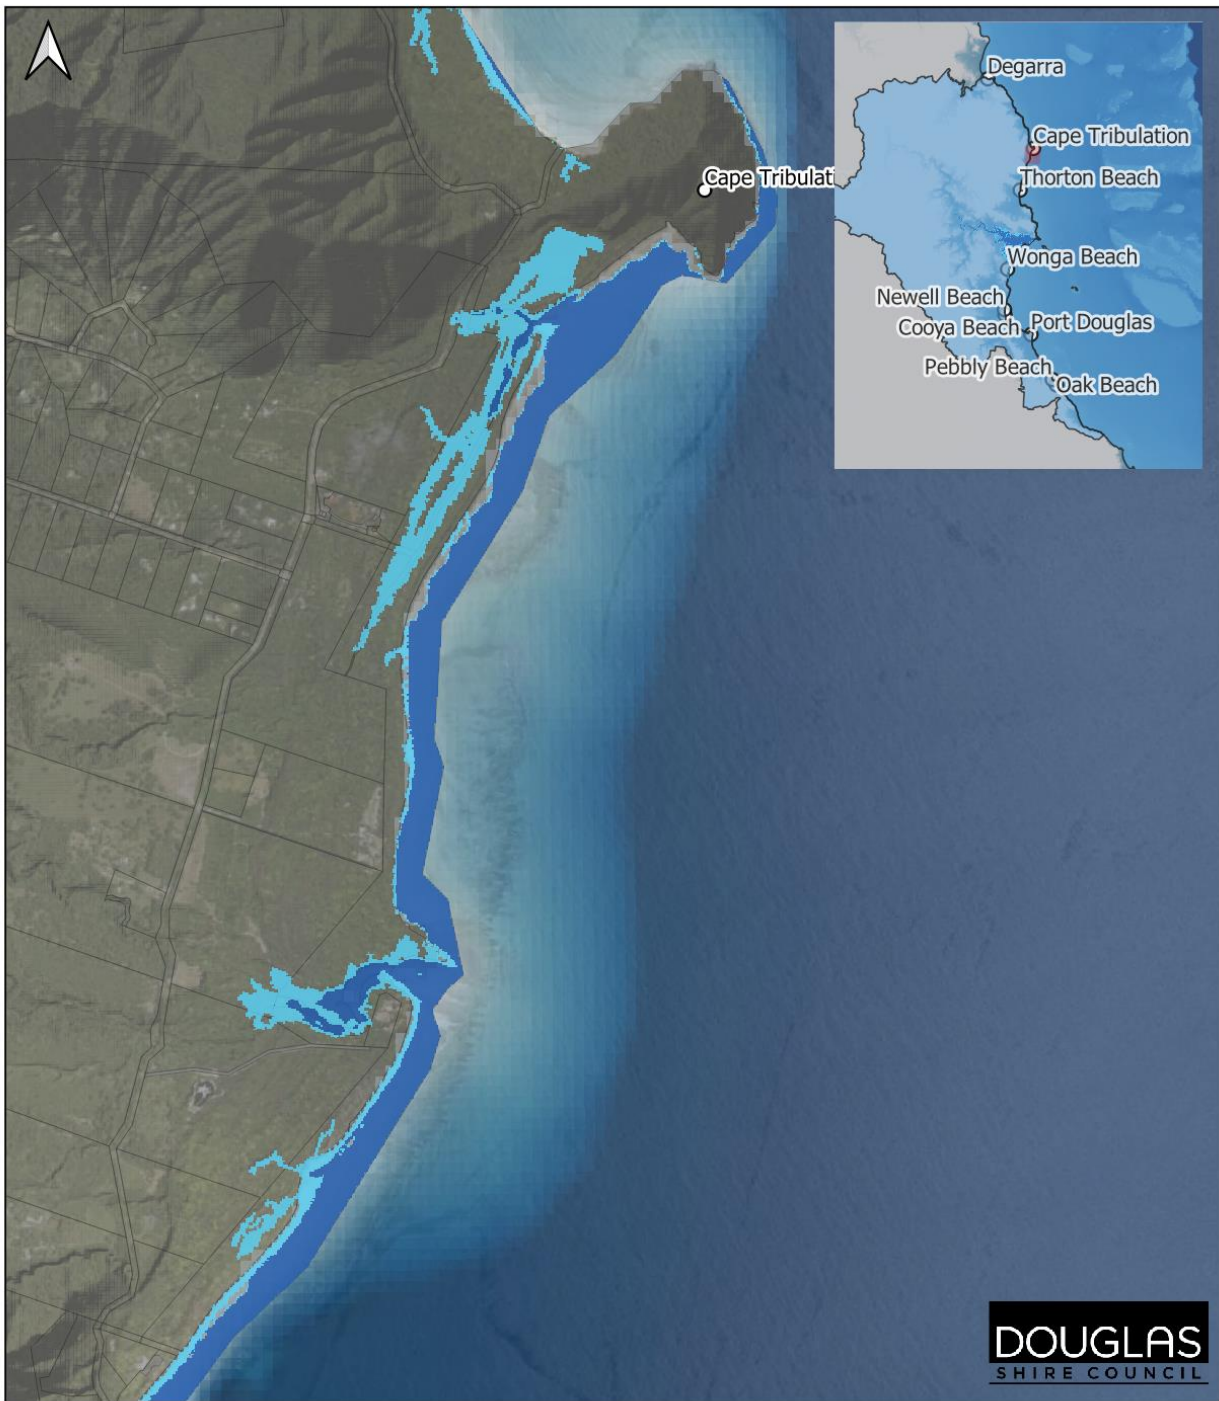 Degarra
Cape Tribulation
Cape Tribulati
Thorton Beach
Wonga Beach
Newell Beach
Port Douglas
Cooya Beach
Pebbly Beach
Oak Beach
DOUGLAS
SHIRE COUNCIL